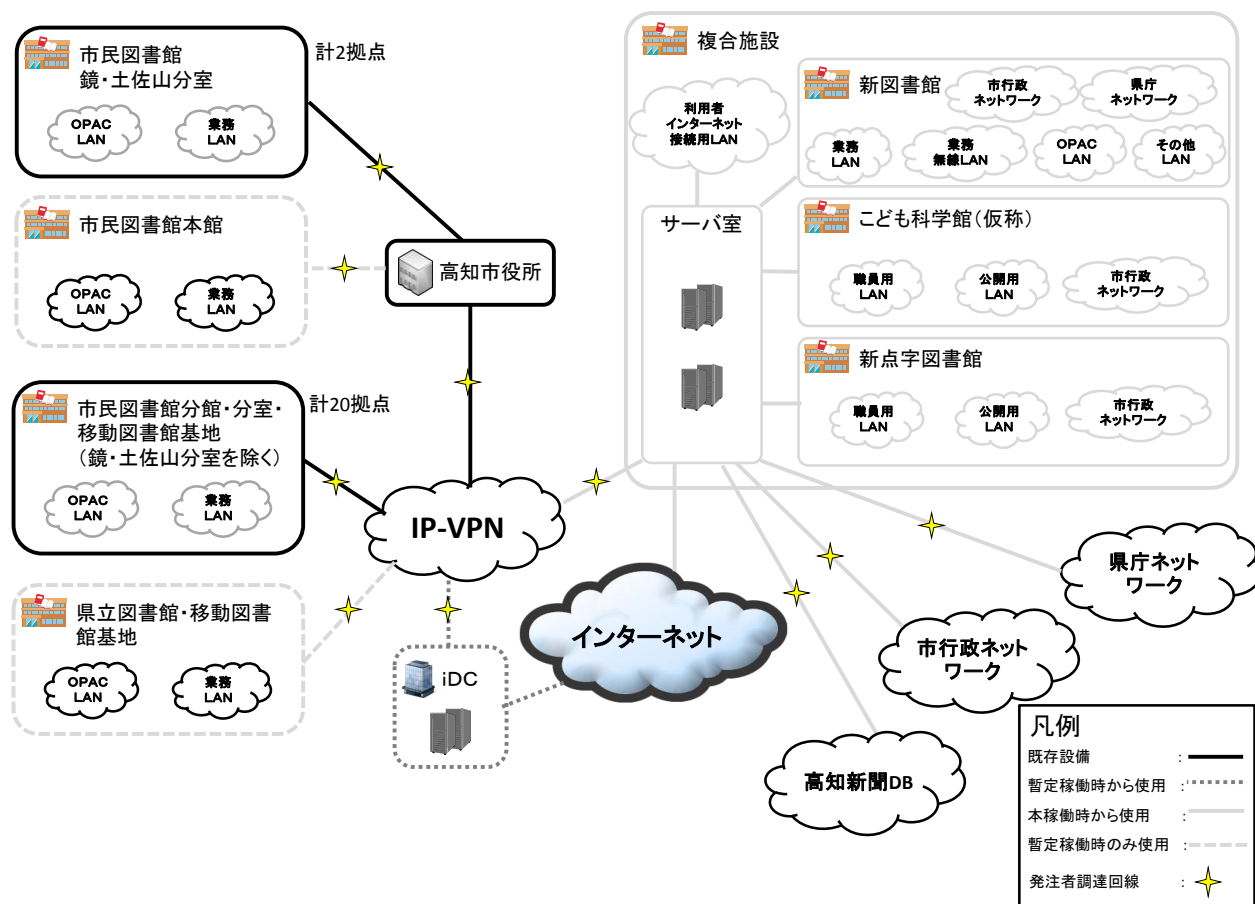 市民図書館
鏡・土佐山分室
計2拠点
OPAC
LAN
業務
LAN
市民図書館本館
OPAC
LAN
業務
LAN
高知市役所
市民図書館分館・分室・
移動図書館基地
(鏡・土佐山分室を除く)
計20拠点
OPAC
LAN
業務
LAN
IP-VPN
県立図書館・移動図書
館基地
OPAC
LAN
業務
LAN
iDC
インターネット
複合施設
利用者
インターネット
接続用LAN
サーバ室
新図書館
市行政
ネットワーク
県庁
ネットワーク
業務
LAN
業務
無線LAN
OPAC
LAN
その他
LAN
こども科学館(仮称)
職員用
LAN
公開用
LAN
市行政
ネットワーク
新点字図書館
職員用
LAN
公開用
LAN
市行政
ネットワーク
県庁ネット
ワーク
市行政ネット
ワーク
高知新聞DB
凡例
既存設備 :
暫定稼働時から使用 :
本稼働時から使用 :
暫定稼働時のみ使用 :
発注者調達回線 :